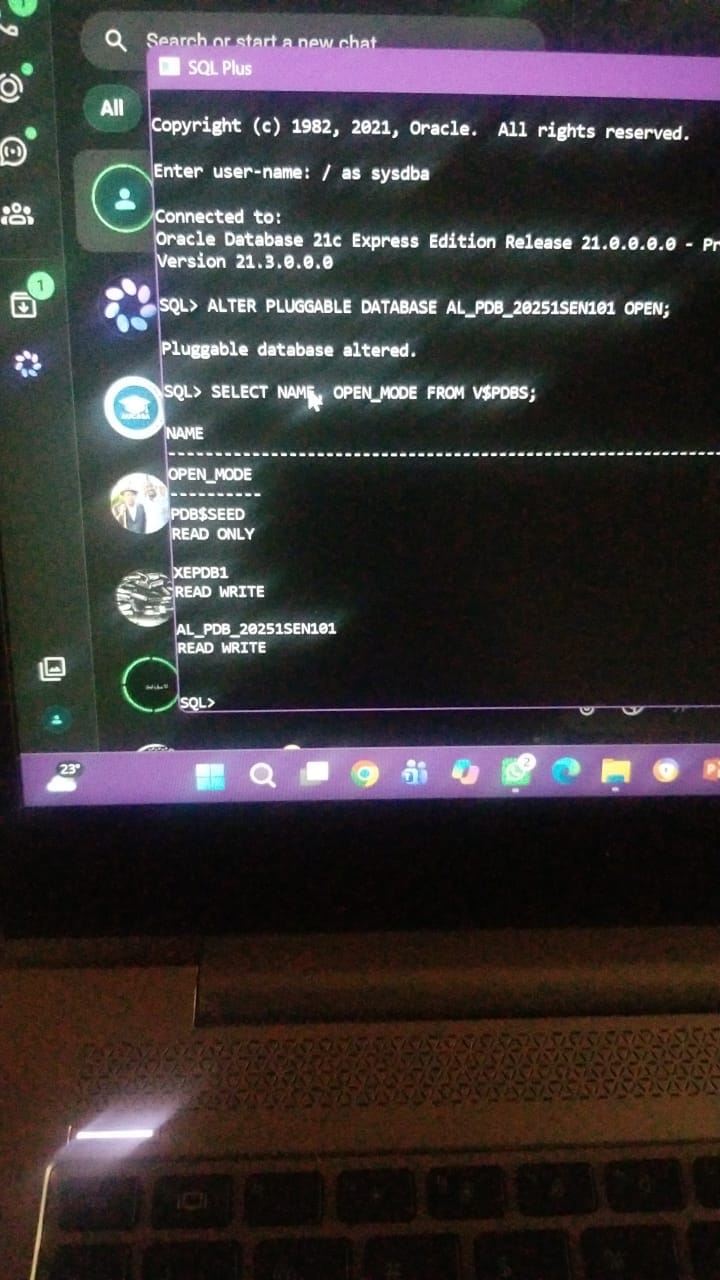 Search or start a new chat
SQL Plus
All
Copyright (c) 1982, 2021, Oracle.  All rights reserved.
Enter user-name: / as sysdba
Connected to:
Oracle Database 21c Express Edition Release 21.0.0.0.0 - Pr
Version 21.3.0.0.0
1
SQL> ALTER PLUGGABLE DATABASE AL_PDB_20251SEN101 OPEN;
Pluggable database altered.
SQL> SELECT NAME, OPEN_MODE FROM V$PDBS;
NAME
--------------------------------------------------------------------------------
OPEN_MODE
----------
PDB$SEED
READ ONLY
XEPDB1
READ WRITE
AL_PDB_20251SEN101
READ WRITE
SQL>
23°
2